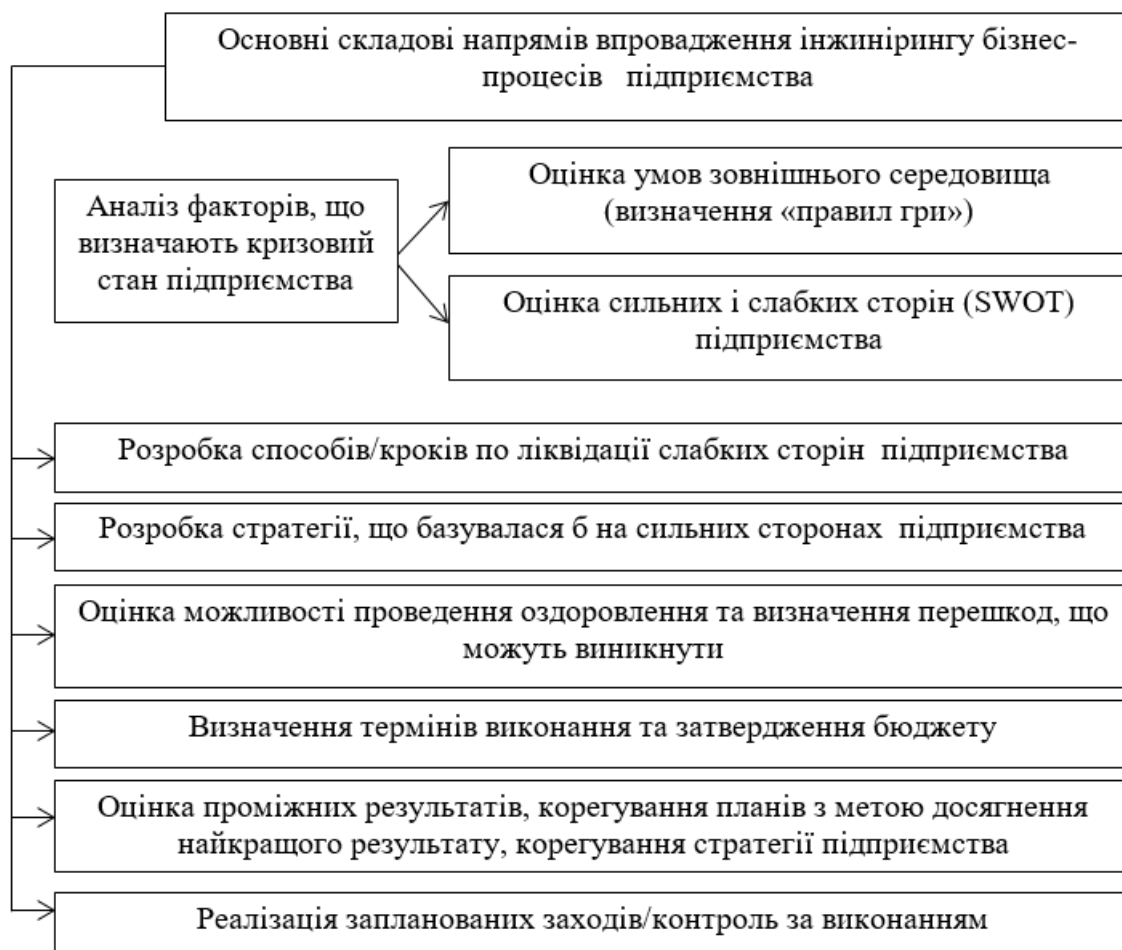 Основні складові напрямів впровадження інжинірингу бізнес-
процесів підприємства
Аналіз факторів, що
визначають кризовий
стан підприємства
Оцінка умов зовнішнього середовища
(визначення «правил гри»)
Оцінка сильних і слабких сторін (SWOT)
підприємства
Розробка способів/кроків по ліквідації слабких сторін підприємства
Розробка стратегії, що базувалася б на сильних сторонах підприємства
Оцінка можливості проведення оздоровлення та визначення перешкод, що
можуть виникнути
Визначення термінів виконання та затвердження бюджету
Оцінка проміжних результатів, корегування планів з метою досягнення
найкращого результату, корегування стратегії підприємства
Реалізація запланованих заходів/контроль за виконанням